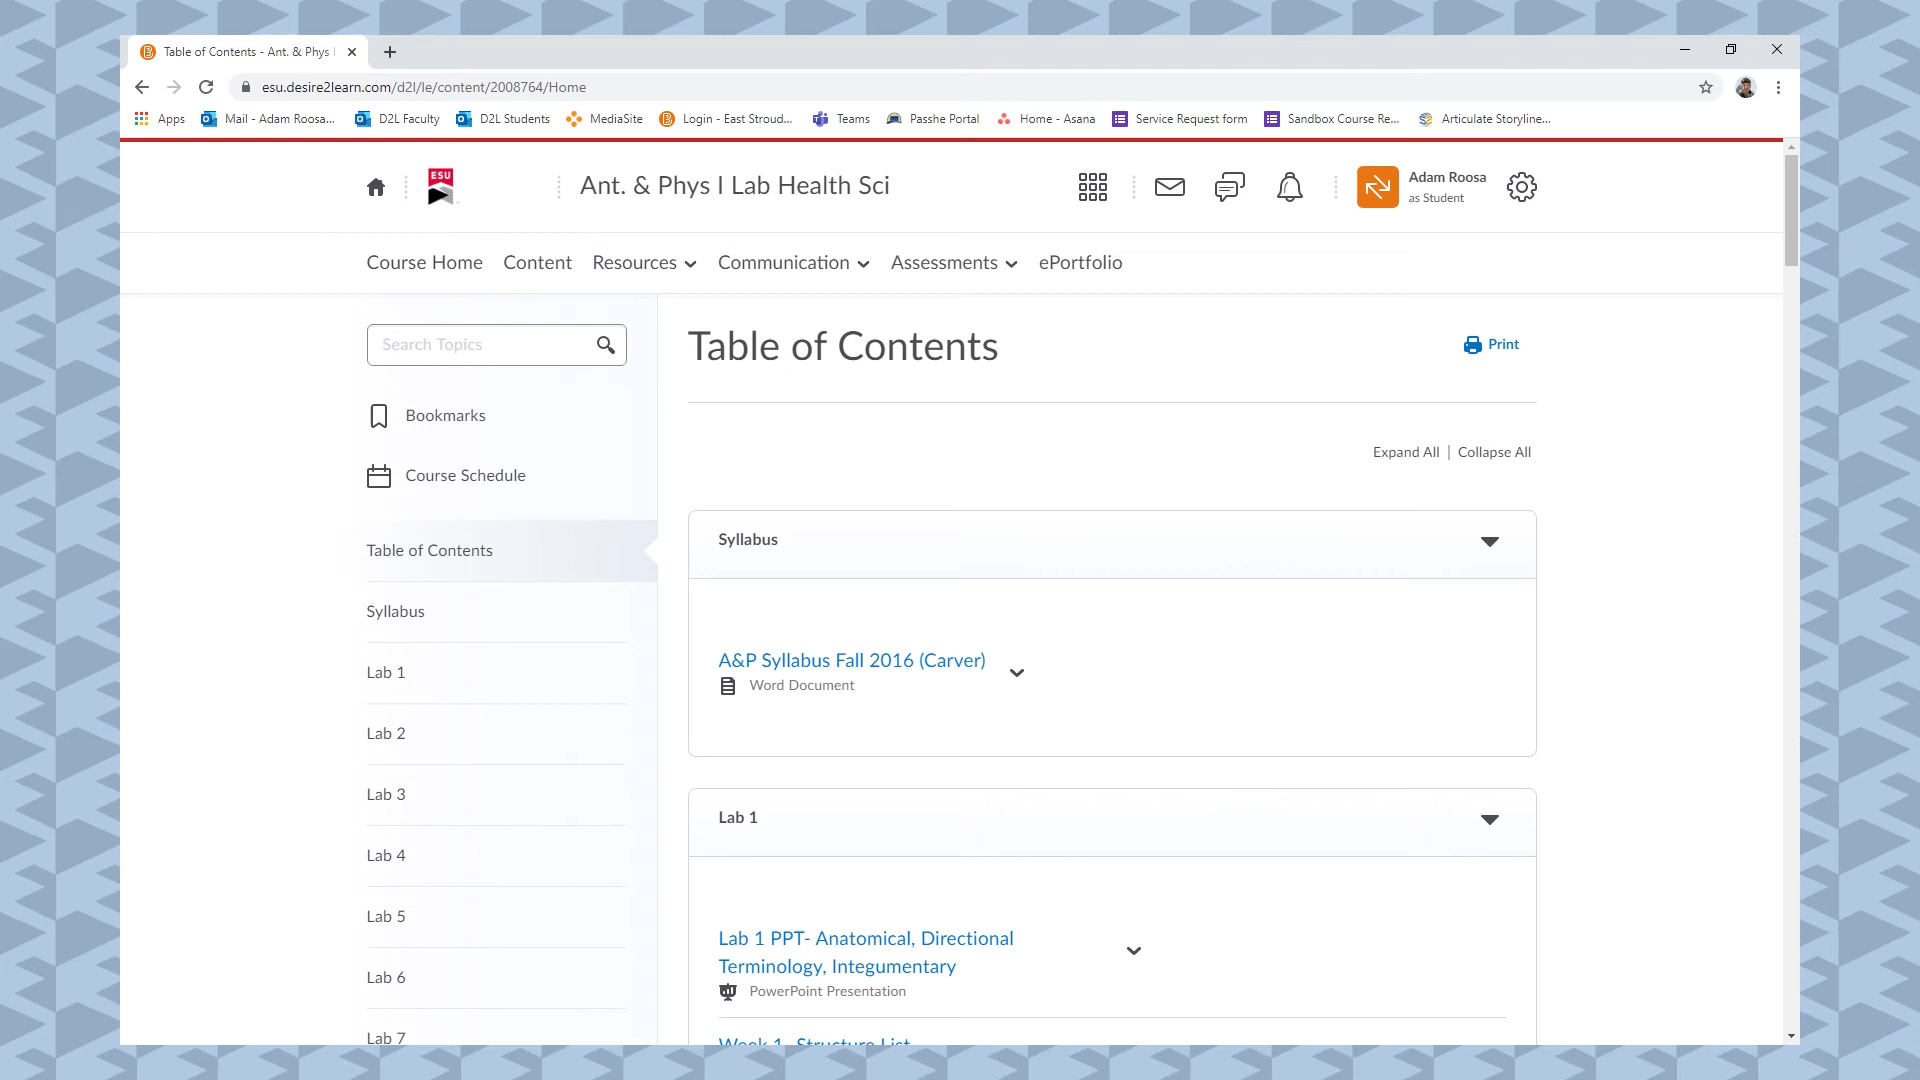 Table of Contents - Ant. & Phys I
esu.desire2learn.com/d2l/le/content/2008764/Home
Apps Mail - Adam Roosa... D2L Faculty D2L Students MediaSite Login - East Stroud... Teams Passhe Portal Home - Asana Service Request form Sandbox Course Re... Articulate Storyline...
ESU
Ant. & Phys I Lab Health Sci
Adam Roosa
as Student
Course Home Content Resources Communication Assessments ePortfolio
Search Topics
Bookmarks
Course Schedule
Table of Contents
Syllabus
Lab 1
Lab 2
Lab 3
Lab 4
Lab 5
Lab 6
Lab 7
Table of Contents
Print
Expand All | Collapse All
Syllabus
A&P Syllabus Fall 2016 (Carver)
Word Document
Lab 1
Lab 1 PPT- Anatomical, Directional
Terminology, Integumentary
PowerPoint Presentation
Week 1- Structure List